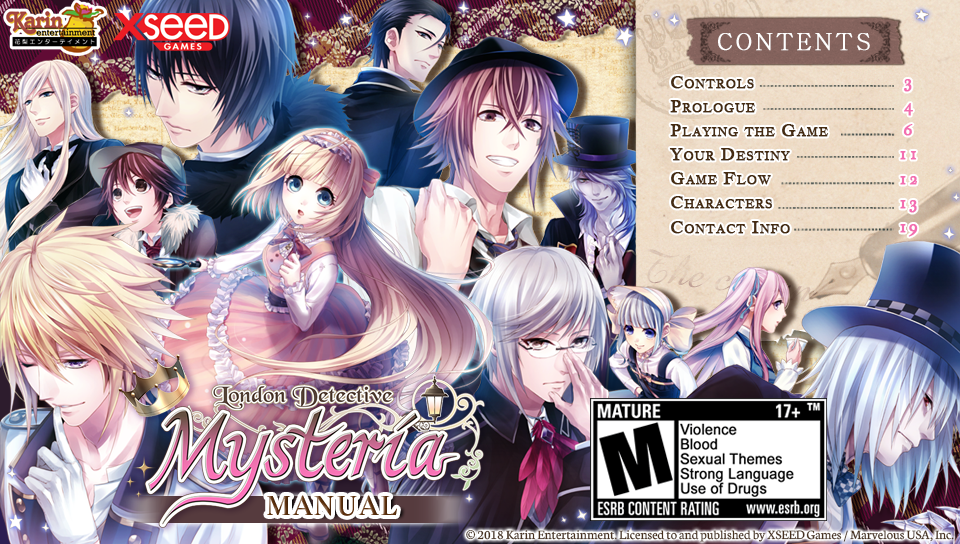 Karin
entertainment
花梨エンターテイメント
XSEED
GAMES
CONTENTS
CONTROLS 3
PROLOGUE 4
PLAYING THE GAME 6
YOUR DESTINY 11
GAME FLOW 12
CHARACTERS 13
CONTACT INFO 19
London Detective
Mysteria
MANUAL
MATURE 17+ ™
M
Violence
Blood
Sexual Themes
Strong Language
Use of Drugs
ESRB CONTENT RATING www.esrb.org
© 2018 Karin Entertainment. Licensed to and published by XSEED Games / Marvelous USA, Inc.